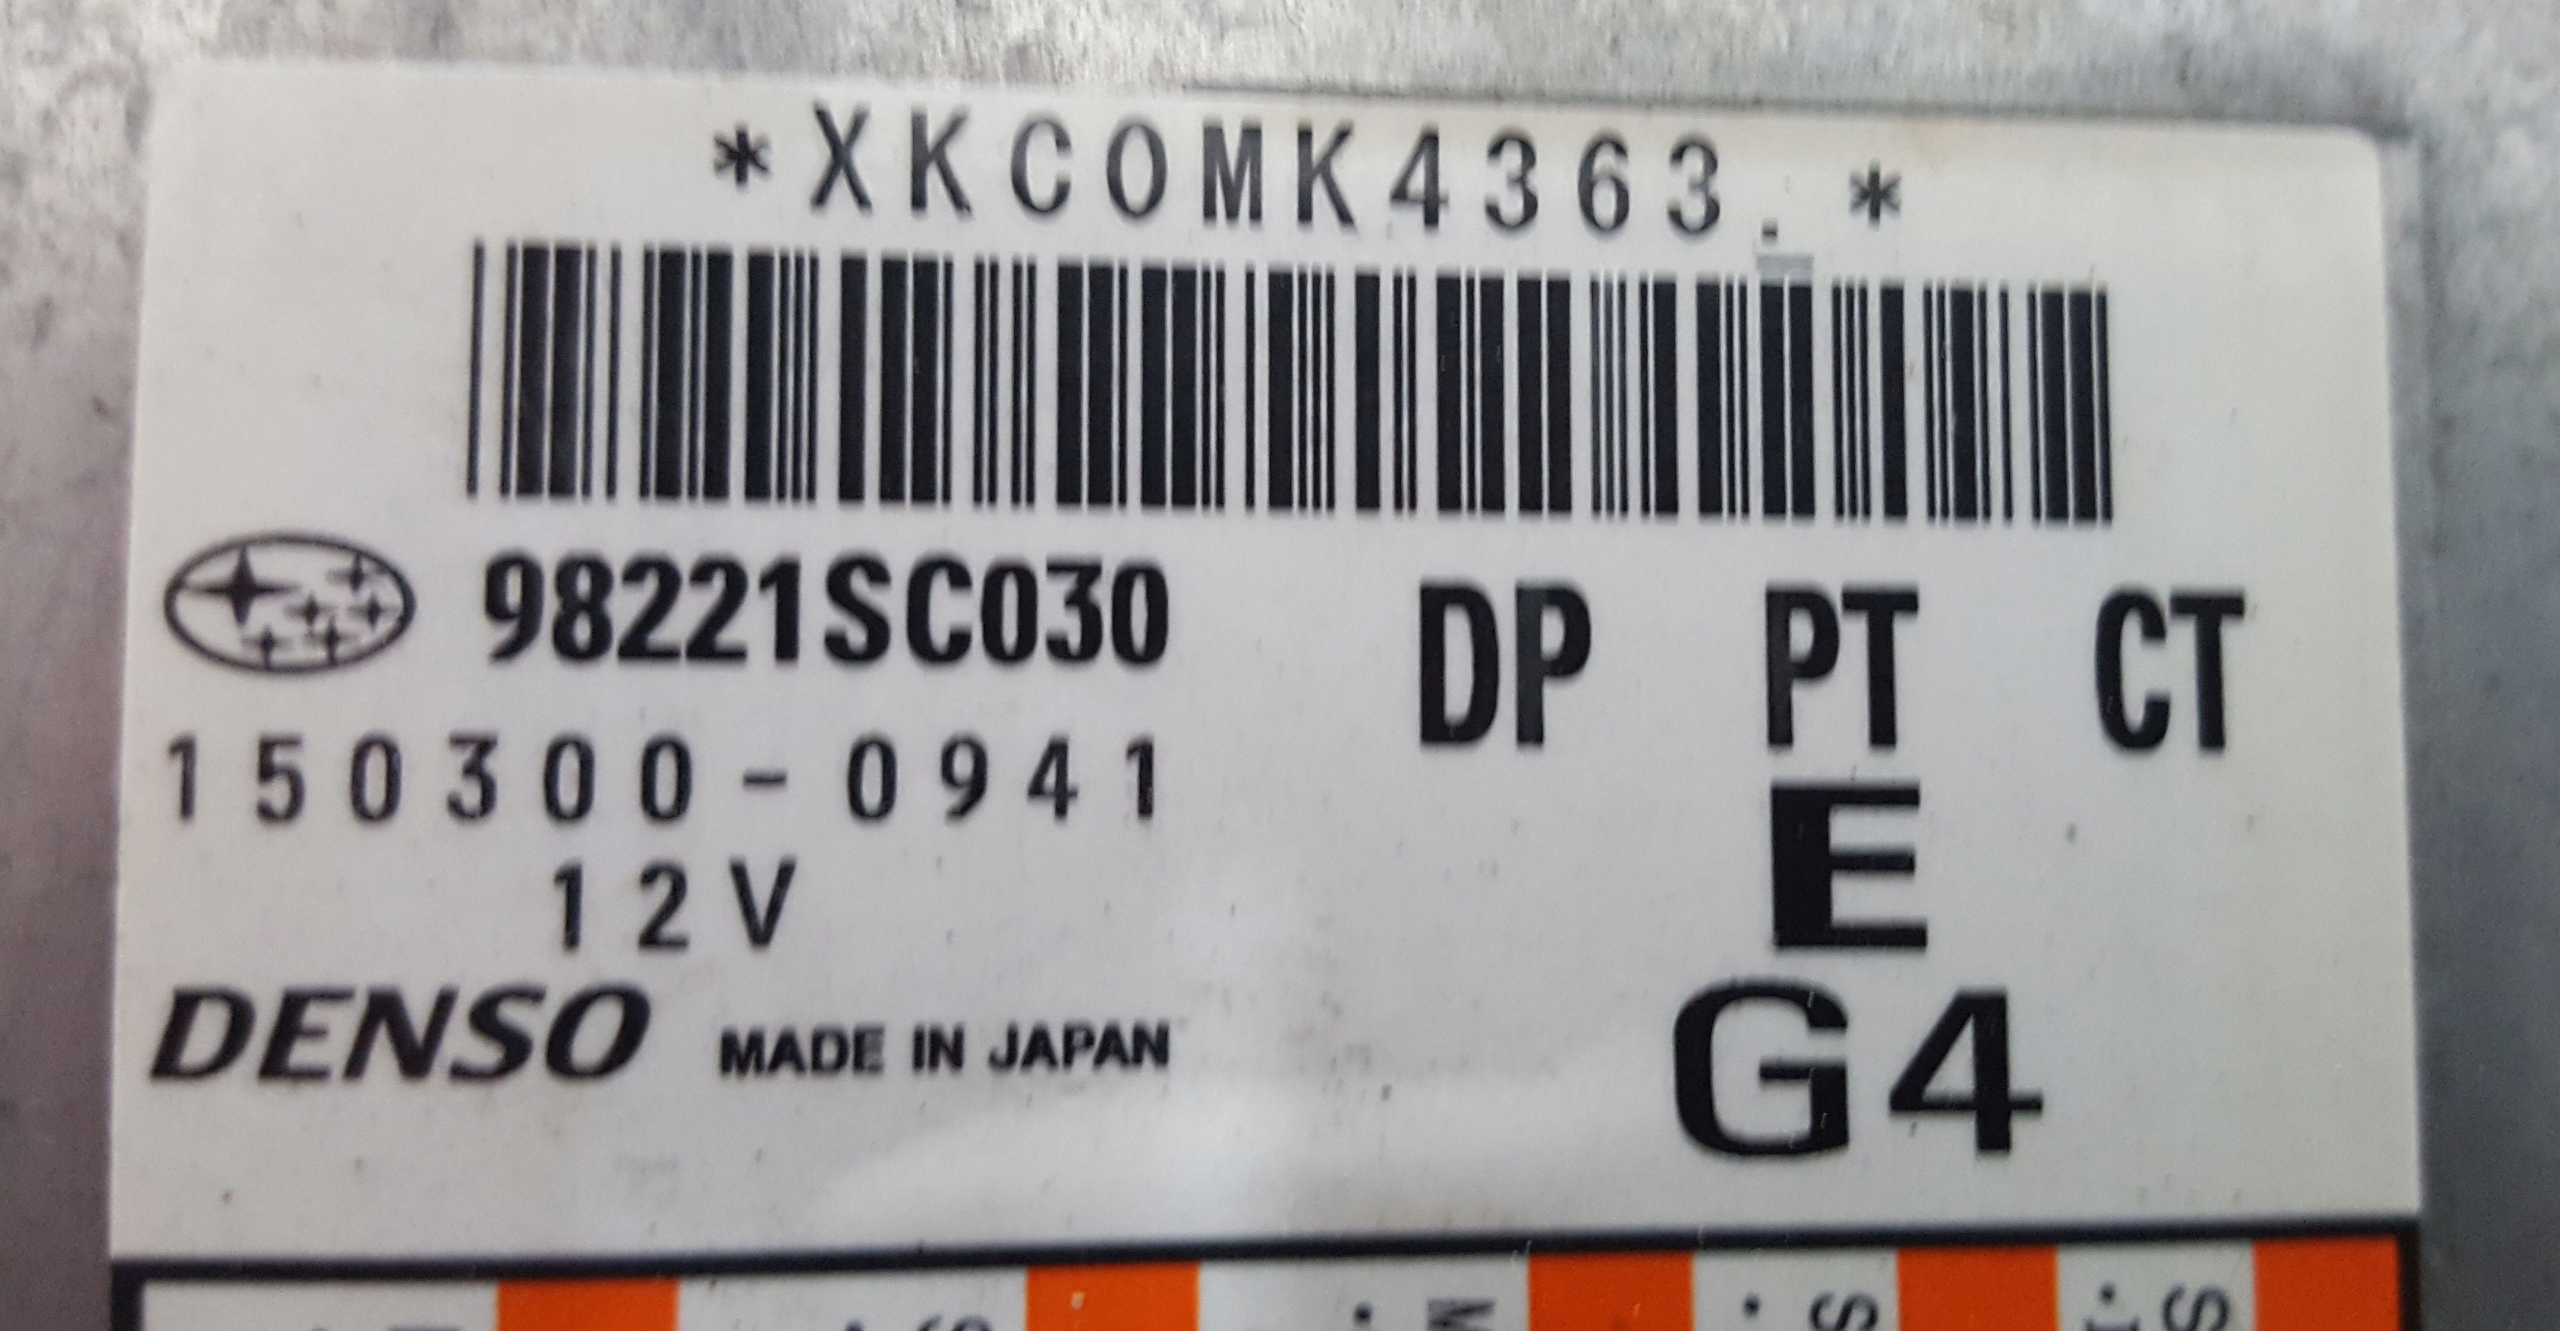 *XKC0MK4363.*
98221SC030 DP PT CT
150300-0941 E
12V
DENSO MADE IN JAPAN G4